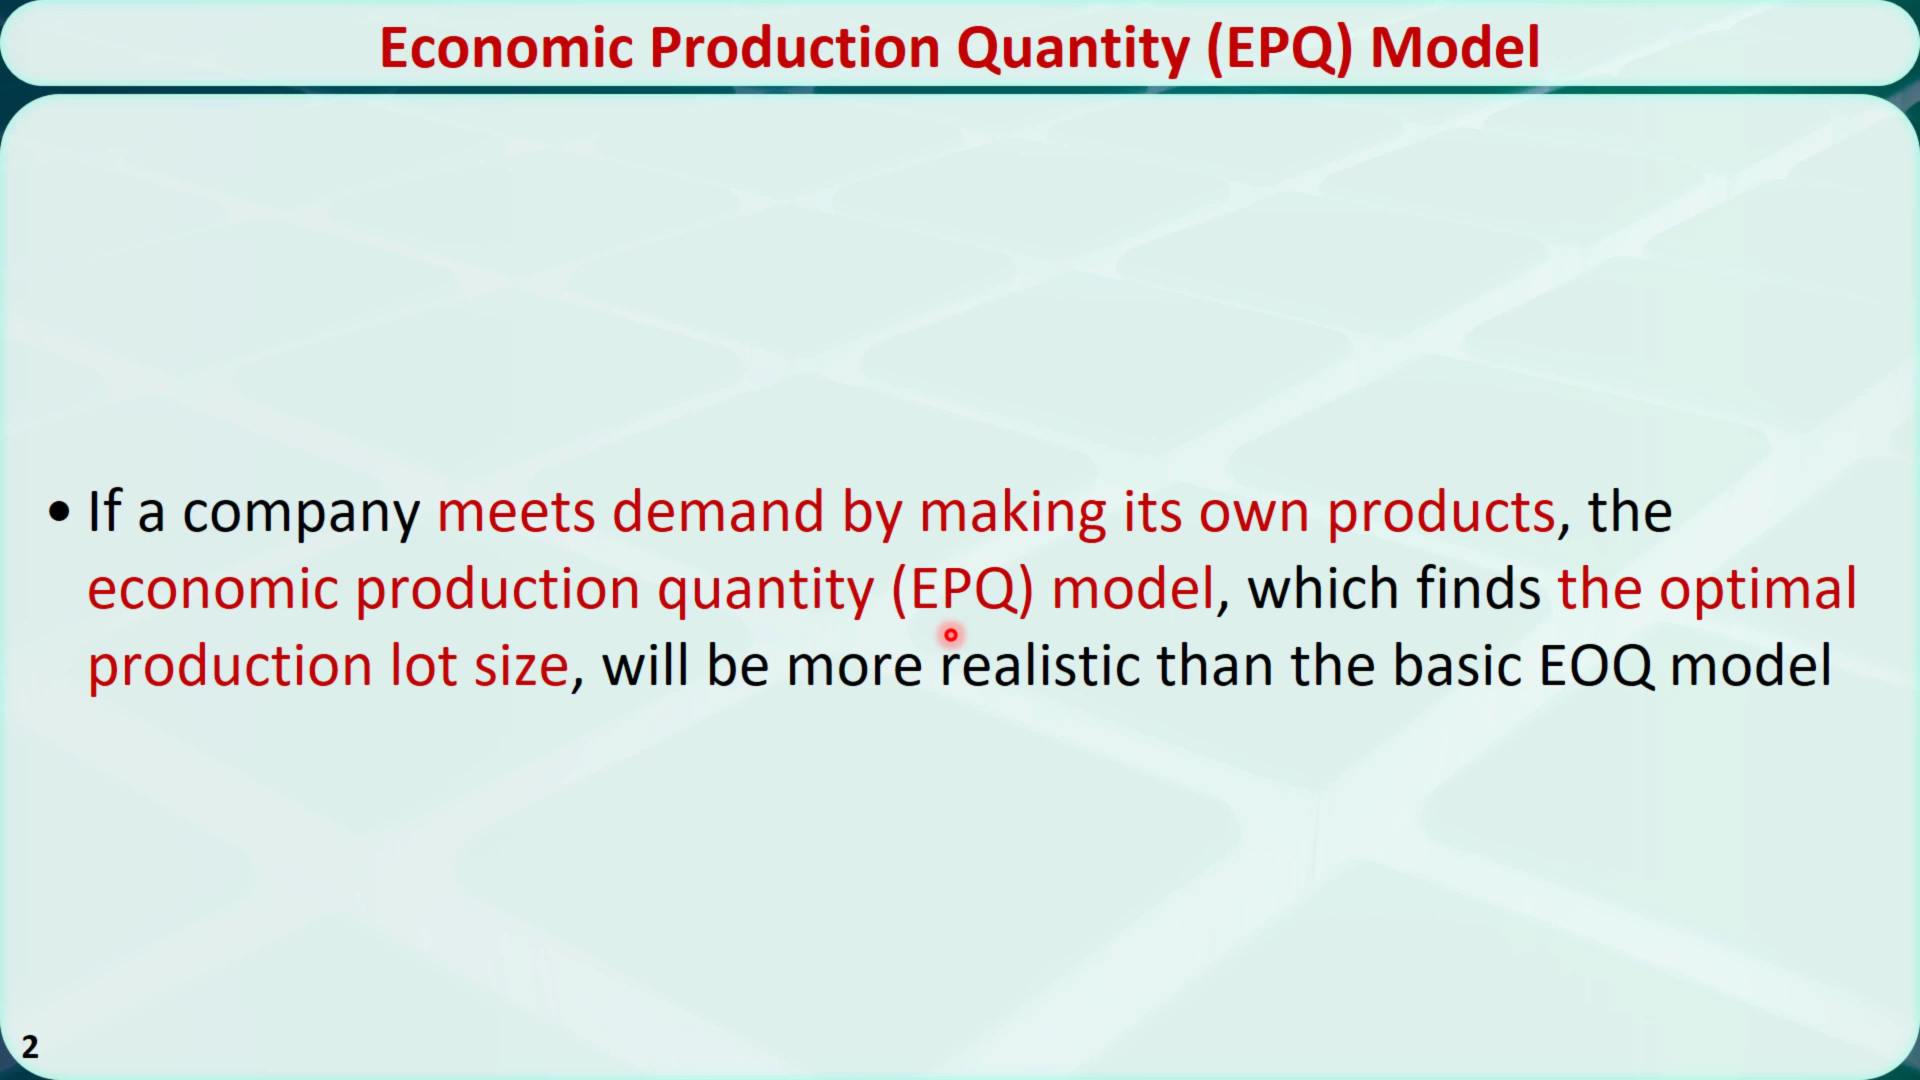 Economic Production Quantity (EPQ) Model
• If a company meets demand by making its own products, the
economic production quantity (EPQ) model, which finds the optimal
production lot size, will be more realistic than the basic EOQ model
2